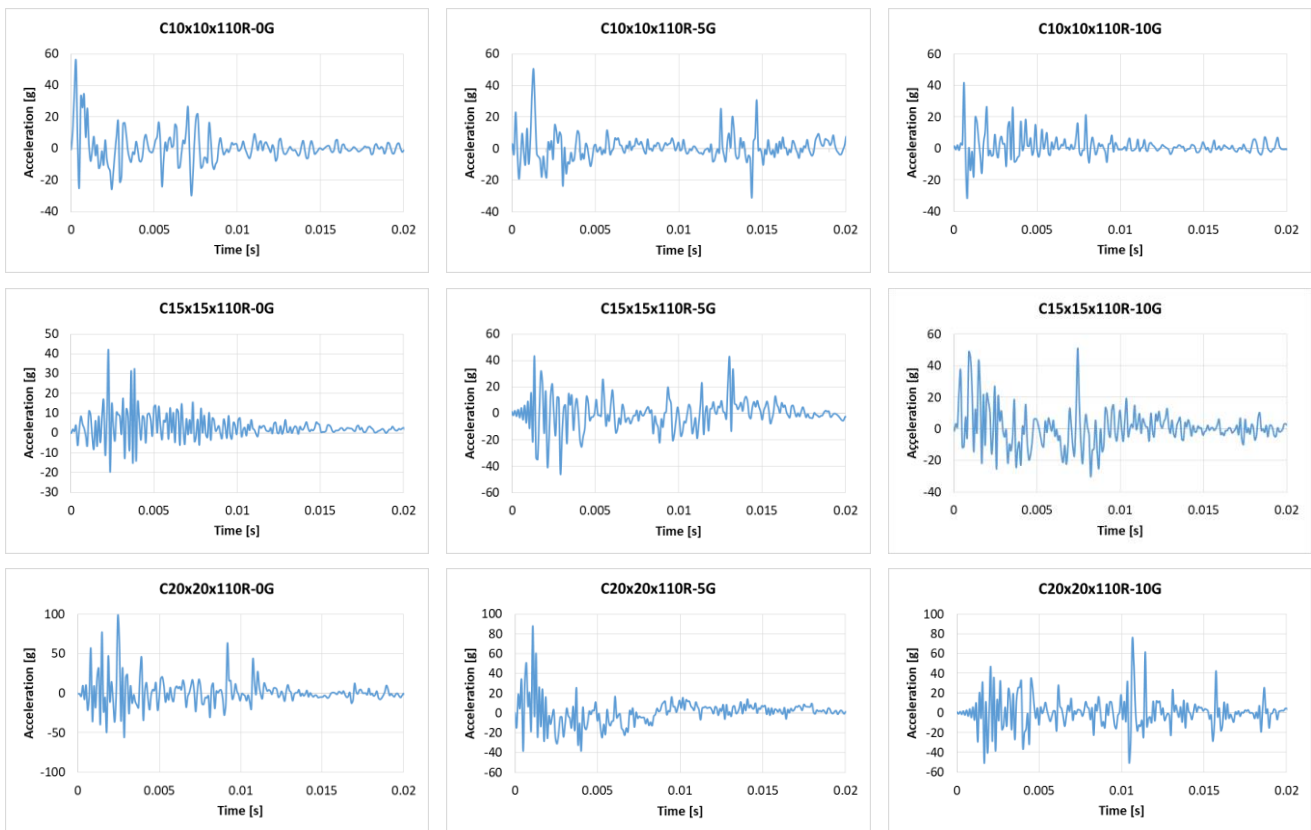 C10x10x110R-0G
Acceleration [g]
60
40
20
0
-20
-40
0 0.005 0.01 0.015 0.02
Time [s]
C10x10x110R-5G
Acceleration [g]
60
40
20
0
-20
-40
0 0.005 0.01 0.015 0.02
Time [s]
C10x10x110R-10G
Acceleration [g]
60
40
20
0
-20
-40
0 0.005 0.01 0.015 0.02
Time [s]
C15x15x110R-0G
Acceleration [g]
50
40
30
20
10
0
-10
-20
-30
0 0.005 0.01 0.015 0.02
Time [s]
C15x15x110R-5G
Acceleration [g]
60
40
20
0
-20
-40
-60
0 0.005 0.01 0.015 0.02
Time [s]
C15x15x110R-10G
Açceleration [g]
60
40
20
0
-20
-40
0 0.005 0.01 0.015 0.02
Time [s]
C20x20x110R-0G
Acceleration [g]
100
50
0
-50
-100
0 0.005 0.01 0.015 0.02
Time [s]
C20x20x110R-5G
Acceleration [g]
100
80
60
40
20
0
-20
-40
-60
0 0.005 0.01 0.015 0.02
Time [s]
C20x20x110R-10G
Acceleration [g]
100
80
60
40
20
0
-20
-40
-60
0 0.005 0.01 0.015 0.02
Time [s]